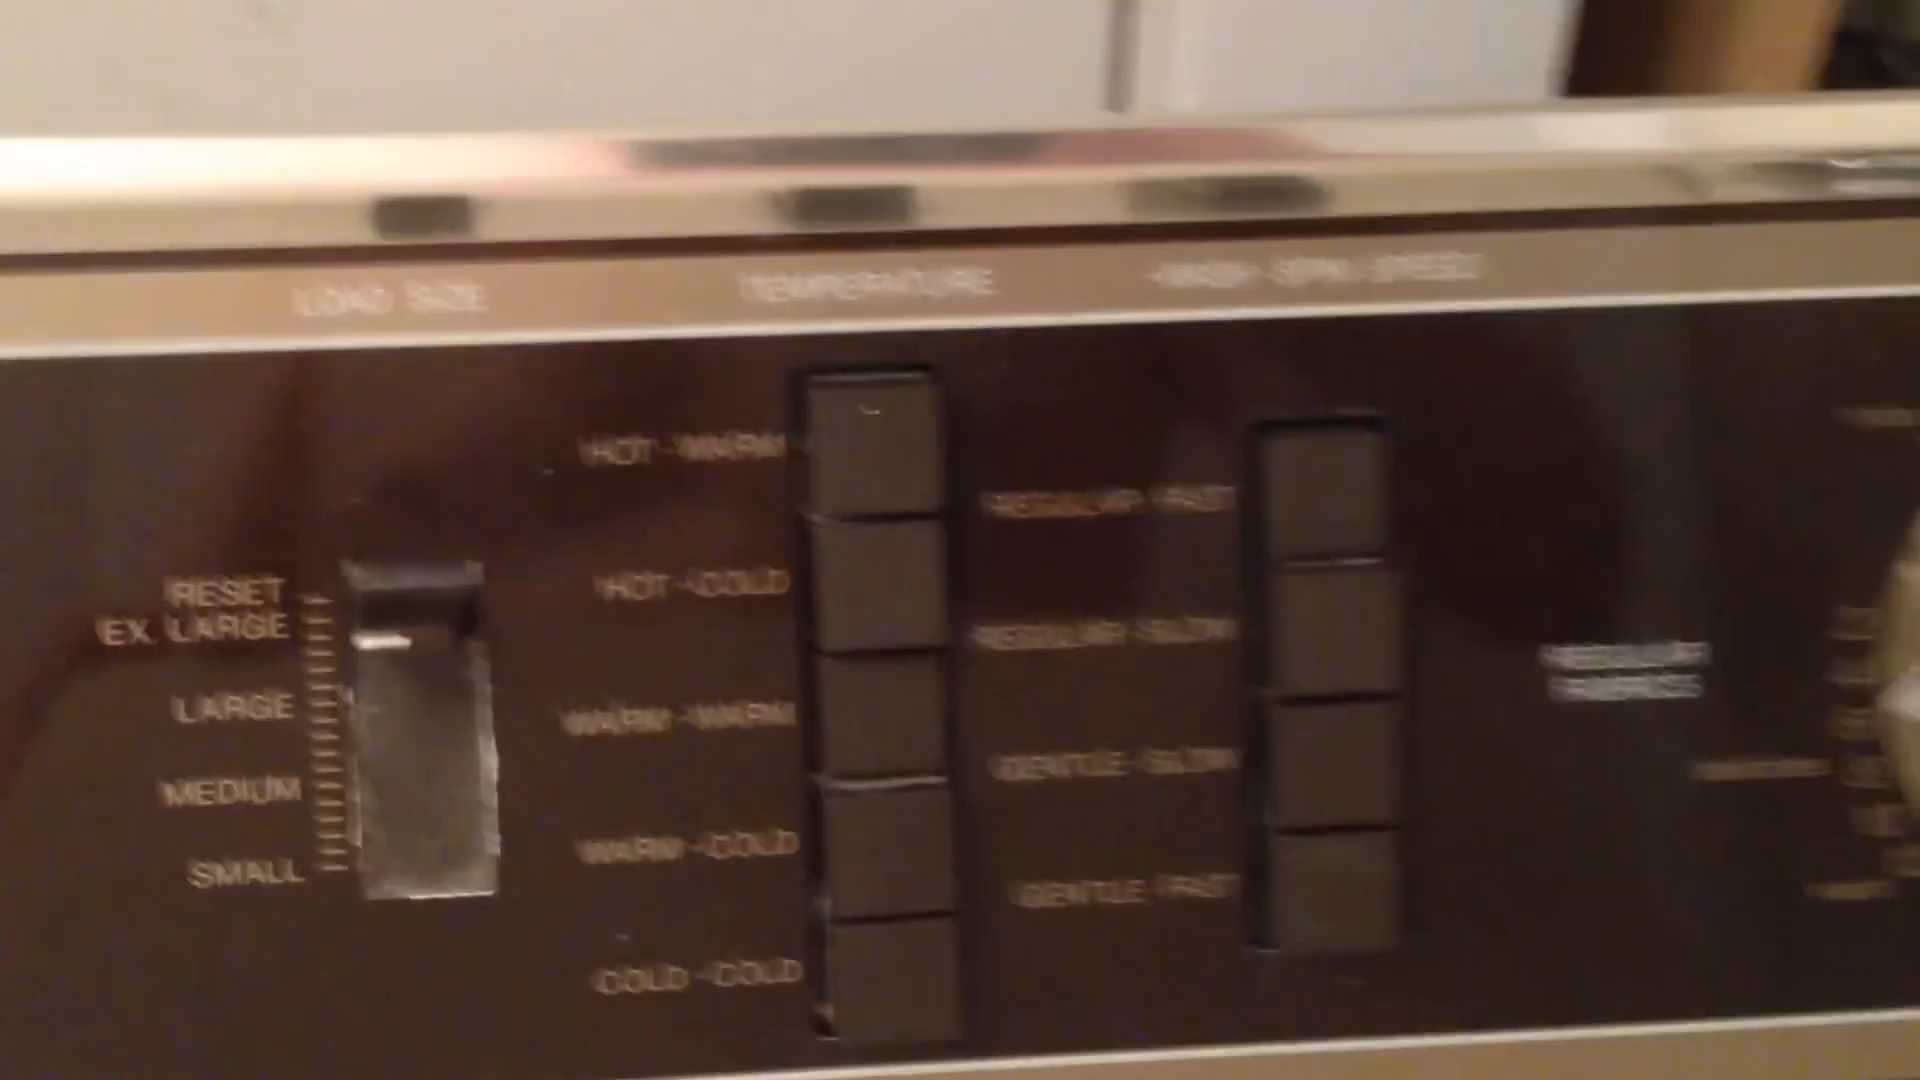 LOAD SIZE
TEMPERATURE
WASH - SPIN SPEED
RESET
EX. LARGE
LARGE
MEDIUM
SMALL
HOT - WARM
HOT - COLD
WARM - WARM
WARM - COLD
COLD - COLD
REGULAR - FAST
REGULAR - SLOW
GENTLE - SLOW
GENTLE - FAST
REGULAR